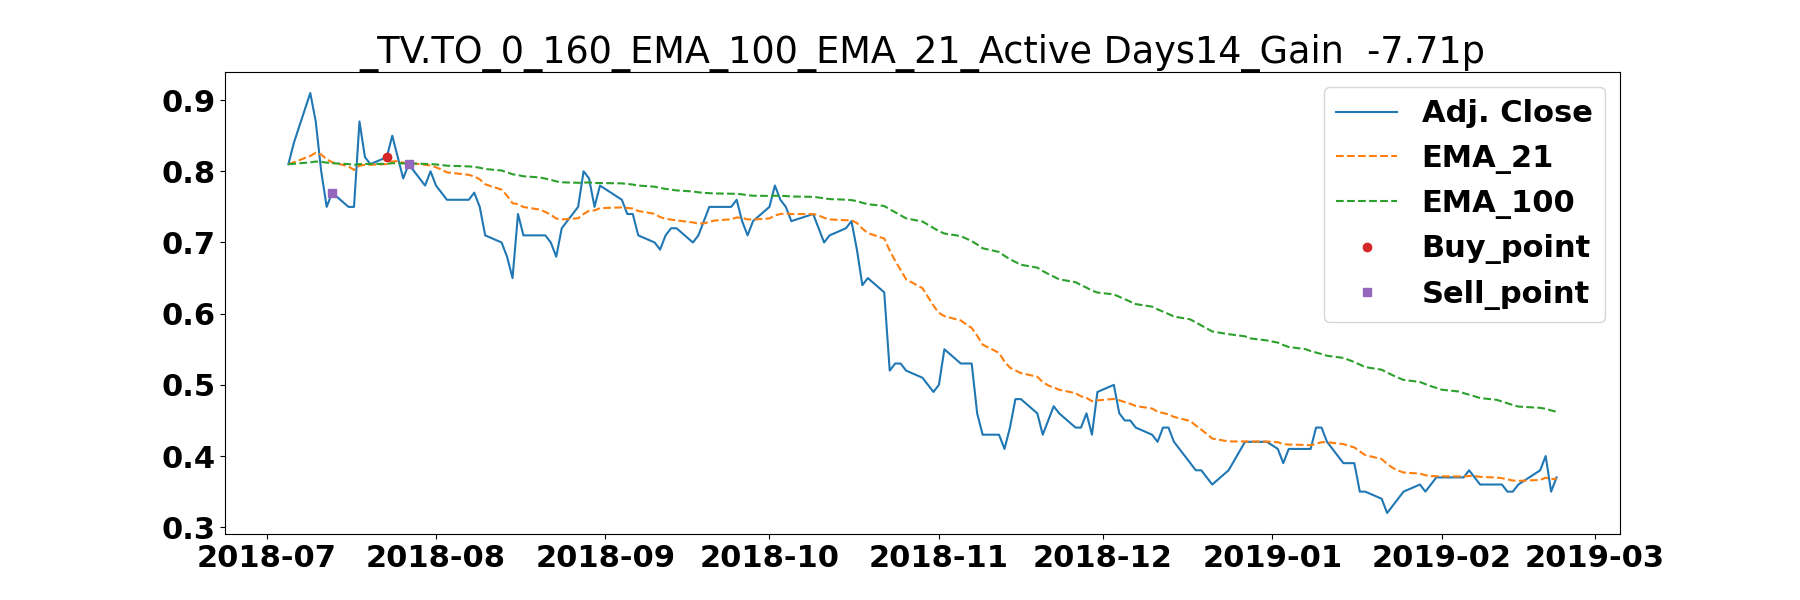 _TV.TO_0_160_EMA_100_EMA_21_Active Days14_Gain  -7.71p
0.9
0.8
0.7
0.6
0.5
0.4
0.3
Adj. Close
EMA_21
EMA_100
Buy_point
Sell_point
2018-07 2018-08 2018-09 2018-10 2018-11 2018-12 2019-01 2019-02 2019-03